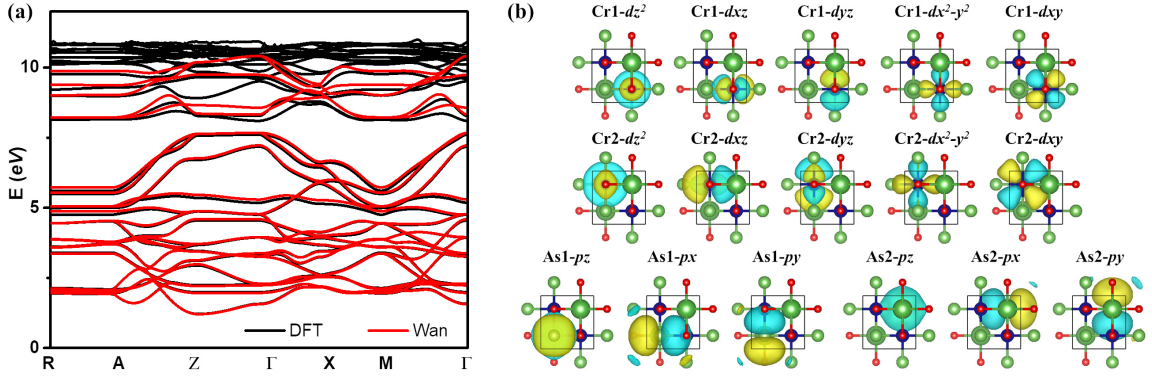 (a)
E (eV)
10
5
0
DFT
Wan
R A Z Γ X M Γ
(b)
Cr1-dz² Cr1-dxz Cr1-dyz Cr1-dx²-y² Cr1-dxy
Cr2-dz² Cr2-dxz Cr2-dyz Cr2-dx²-y² Cr2-dxy
As1-pz As1-px As1-py As2-pz As2-px As2-py